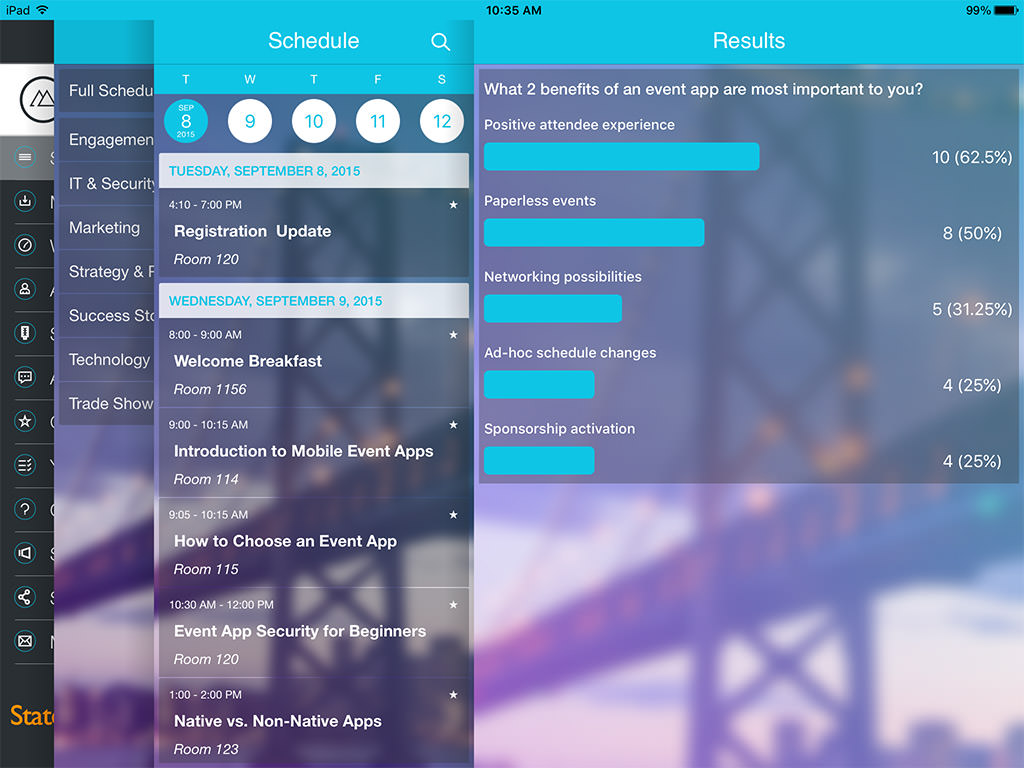 iPad
10:35 AM
99%
Full Schedu
Engagemen
IT & Security
Marketing
Strategy &
Success Sto
Technology
Trade Show
State
Schedule
T W T F S
SEP
8
2015
9 10 11 12
TUESDAY, SEPTEMBER 8, 2015
4:10 - 7:00 PM
Registration Update
Room 120
WEDNESDAY, SEPTEMBER 9, 2015
8:00 - 9:00 AM
Welcome Breakfast
Room 1156
9:00 - 10:15 AM
Introduction to Mobile Event Apps
Room 114
9:05 - 10:15 AM
How to Choose an Event App
Room 115
10:30 AM - 12:00 PM
Event App Security for Beginners
Room 120
1:00 - 2:00 PM
Native vs. Non-Native Apps
Room 123
Results
What 2 benefits of an event app are most important to you?
Positive attendee experience
10 (62.5%)
Paperless events
8 (50%)
Networking possibilities
5 (31.25%)
Ad-hoc schedule changes
4 (25%)
Sponsorship activation
4 (25%)